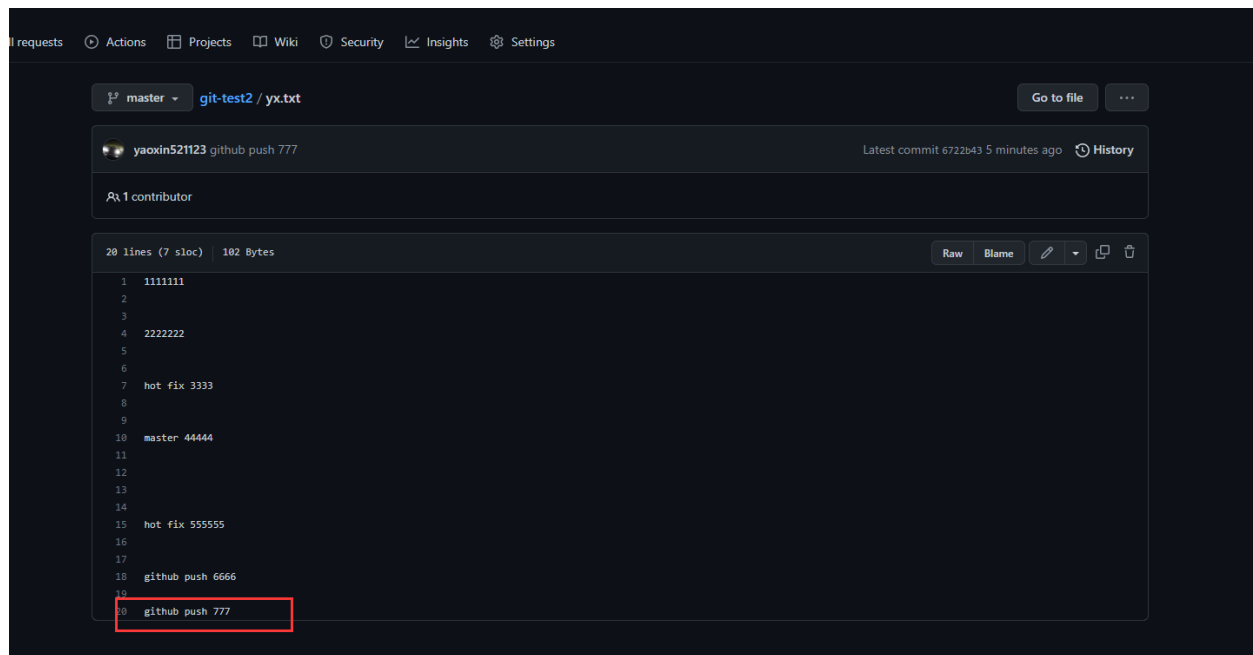 ll requests Actions Projects Wiki Security Insights Settings
master git-test2 / yx.txt Go to file ...
yaoxin521123 github push 777 Latest commit 6722b43 5 minutes ago History
1 contributor
20 lines (7 sloc) 102 Bytes Raw Blame
1 1111111
2
3
4 2222222
5
6
7 hot fix 3333
8
9
10 master 44444
11
12
13
14
15 hot fix 555555
16
17
18 github push 6666
19
20 github push 777